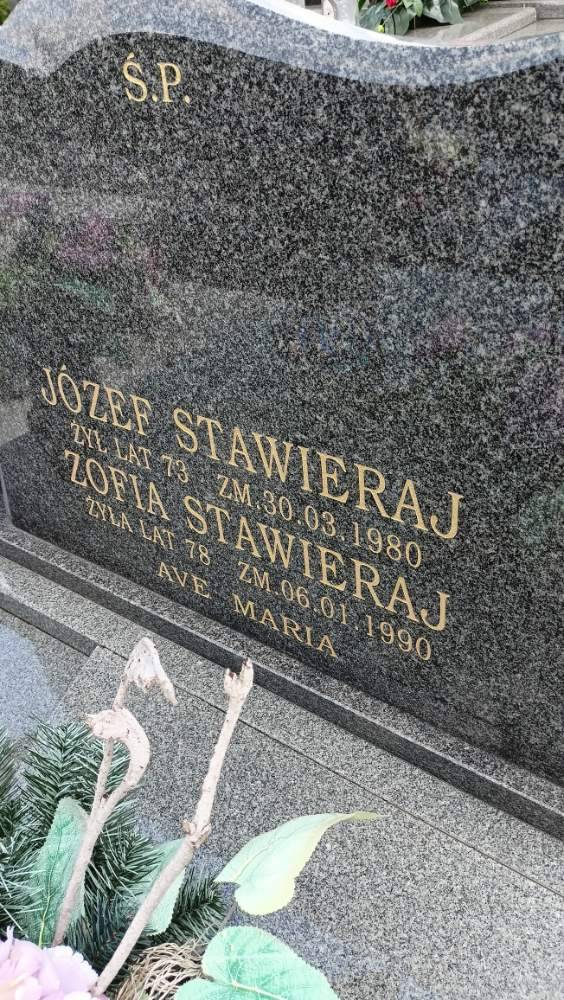 Ś.P.
JÓZEF STAWIERAJ
ŻYŁ LAT 73 ZM.30.03.1980
ZOFIA STAWIERAJ
ŻYŁA LAT 78 ZM.06.01.1990
AVE MARIA